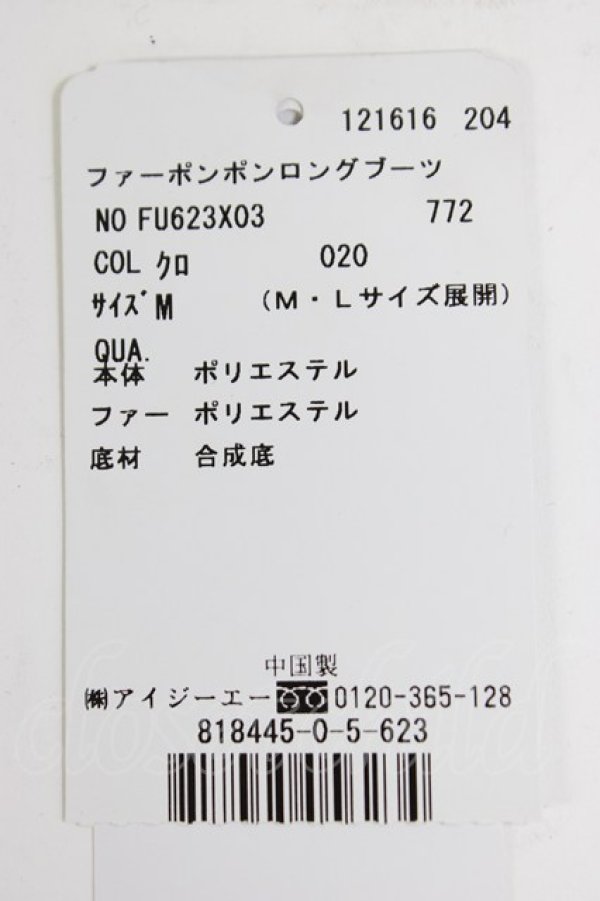 121616 204
ファーポンポンロングブーツ
NO FU623X03 772
COL クロ 020
サイズ M (M・Lサイズ展開)
QUA.
本体 ポリエステル
ファー ポリエステル
底材 合成底
中国製
㈱アイジーエー 0120-365-128
818445-0-5-623
closet child